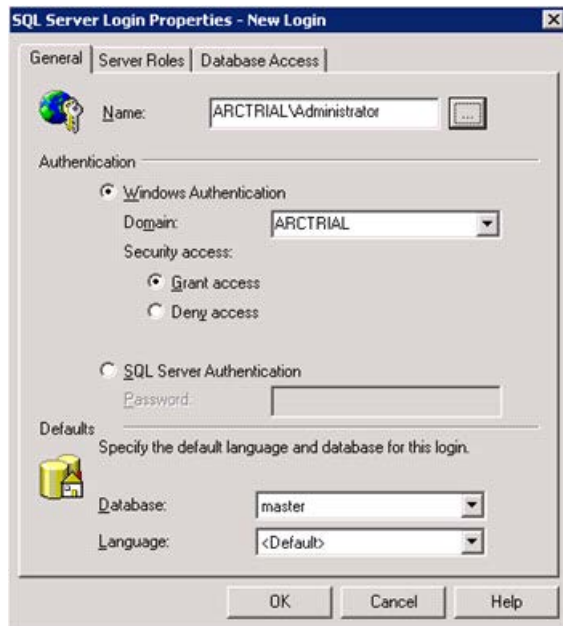 SQL Server Login Properties - New Login
General Server Roles Database Access
Name: ARCTRIAL\Administrator ...
Authentication
Windows Authentication
Domain: ARCTRIAL
Security access:
Grant access
Deny access
SQL Server Authentication
Password:
Defaults
Specify the default language and database for this login.
Database: master
Language: <Default>
OK Cancel Help